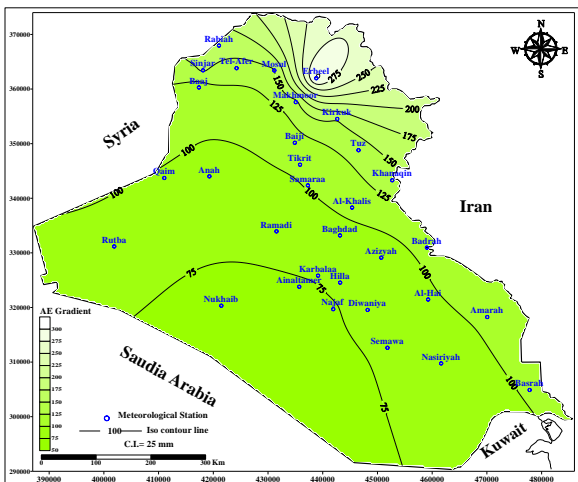 370000
360000
350000
340000
330000
320000
310000
300000
290000
390000 400000 410000 420000 430000 440000 450000 460000 470000 480000
N
W E
S
Syria
Iran
Saudia Arabia
Kuwait
Rabiah
Sinjar
Tel-Afer
Mosul
Erbeel
Baaj
Makhmoor
Kirkuk
Baiji
Tuz
Tikrit
Khanaqin
Qaim
Anah
Samaraa
Al-Khalis
Rutba
Ramadi
Baghdad
Badrah
Azizyah
Karbalaa
Hilla
Ainaltamer
Nukhaib
Najaf
Diwaniya
Al-Hai
Amarah
Semawa
Nasiriyah
Basrah
275
250
225
200
175
150
150
125
125
100
100
100
100
100
75
75
75
AE Gradient
300
275
250
225
200
175
150
125
100
75
50
Meteorological Station
100 Iso contour line
C.I.= 25 mm
0 100 200 300 Km